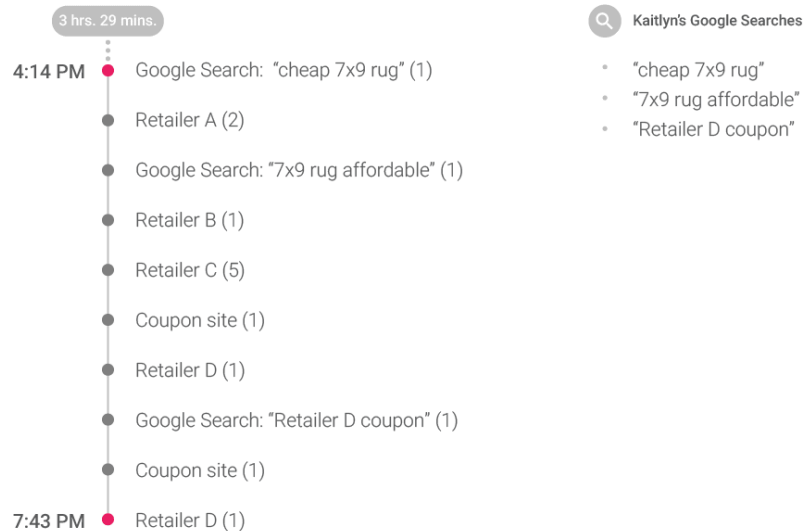 3 hrs. 29 mins.
4:14 PM
Google Search: “cheap 7x9 rug” (1)
Retailer A (2)
Google Search: “7x9 rug affordable” (1)
Retailer B (1)
Retailer C (5)
Coupon site (1)
Retailer D (1)
Google Search: “Retailer D coupon” (1)
Coupon site (1)
7:43 PM
Retailer D (1)
Kaitlyn’s Google Searches
“cheap 7x9 rug”
“7x9 rug affordable”
“Retailer D coupon”